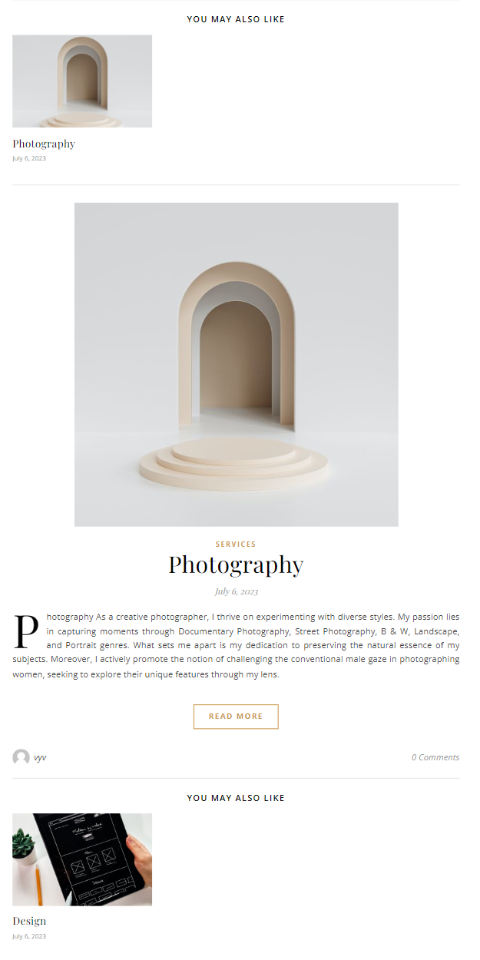 YOU MAY ALSO LIKE
Photography
July 6, 2023
SERVICES
Photography
July 6, 2023
Photography As a creative photographer, I thrive on experimenting with diverse styles. My passion lies
in capturing moments through Documentary Photography, Street Photography, B & W, Landscape,
and Portrait genres. What sets me apart is my dedication to preserving the natural essence of my
subjects. Moreover, I actively promote the notion of challenging the conventional male gaze in photographing
women, seeking to explore their unique features through my lens.
READ MORE
vyv
0 Comments
YOU MAY ALSO LIKE
Design
July 6, 2023